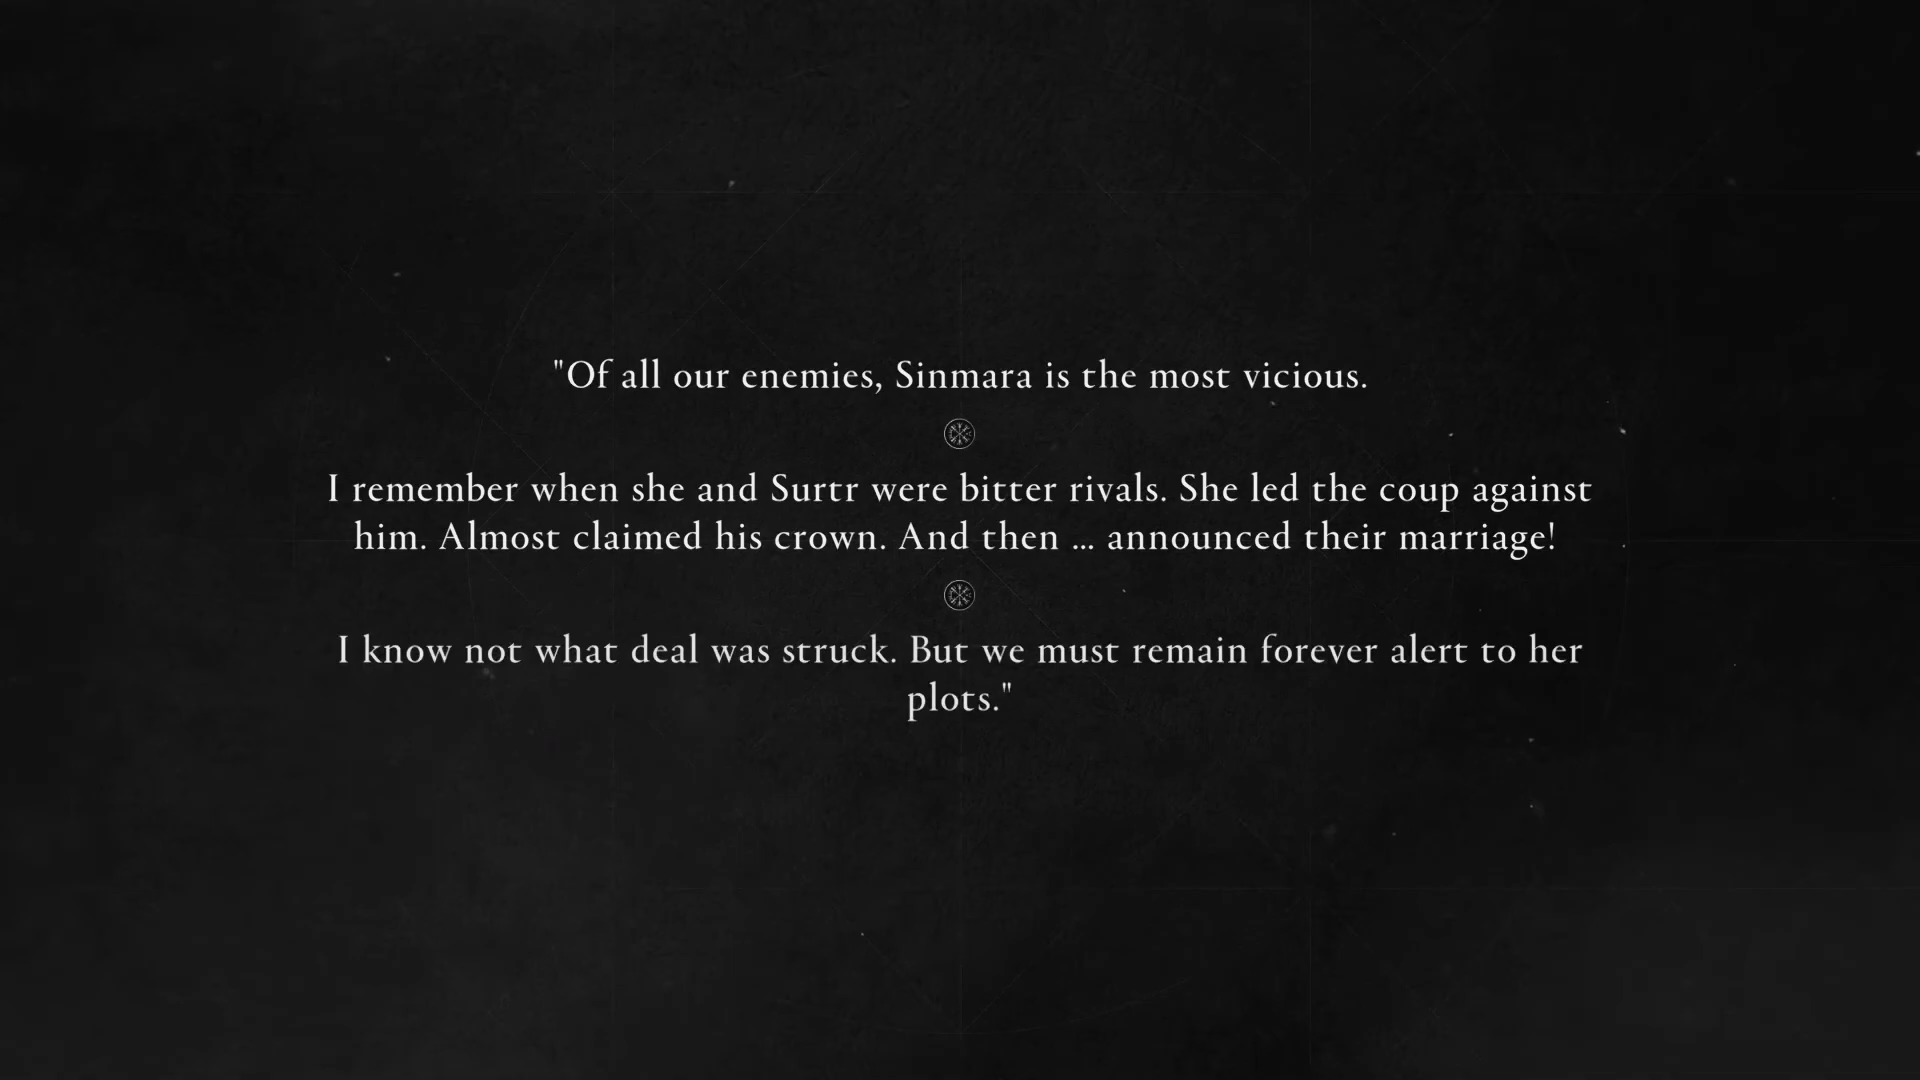 "Of all our enemies, Sinmara is the most vicious.
I remember when she and Surtr were bitter rivals. She led the coup against
him. Almost claimed his crown. And then ... announced their marriage!
I know not what deal was struck. But we must remain forever alert to her
plots."